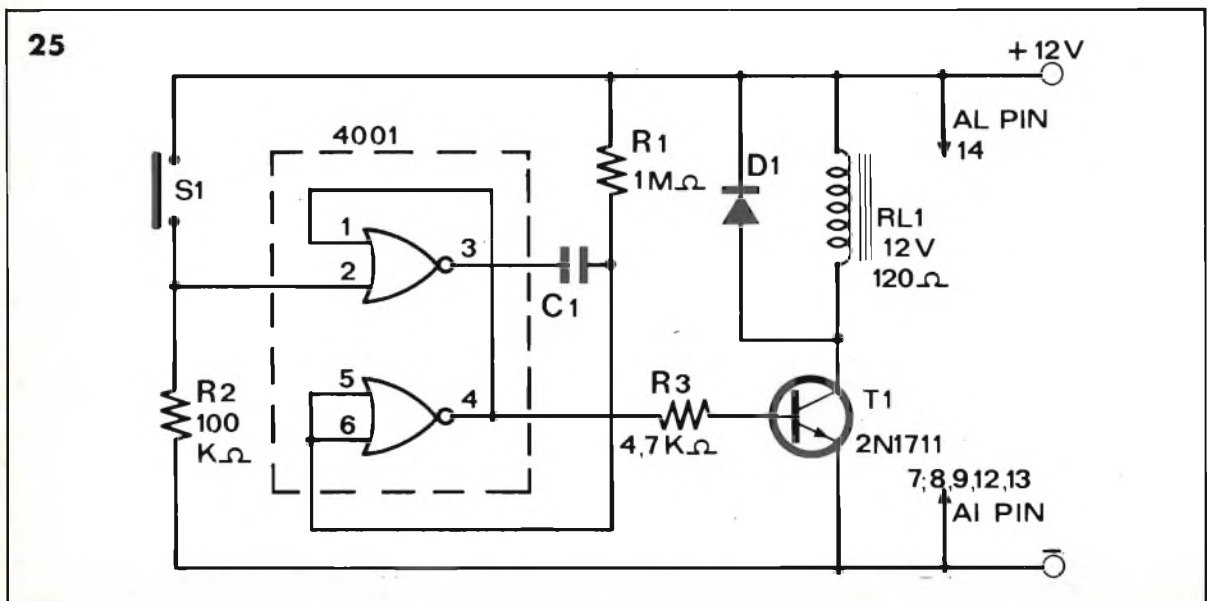 25
+12V
4001
R1
1MΩ
D1
AL PIN
14
S1
1
2
3
C1
RL1
12V
120Ω
R2
100
KΩ
5
6
4
R3
4,7KΩ
T1
2N1711
7;8,9,12,13
AI PIN
−